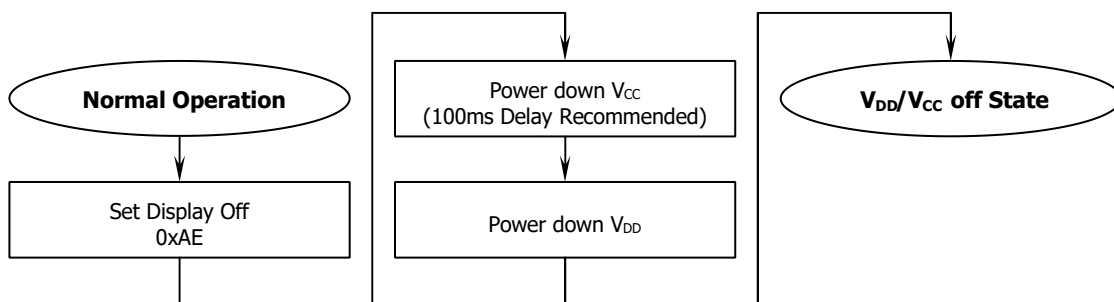 Normal Operation
Set Display Off
0xAE
Power down VCC
(100ms Delay Recommended)
Power down VDD
VDD/VCC off State